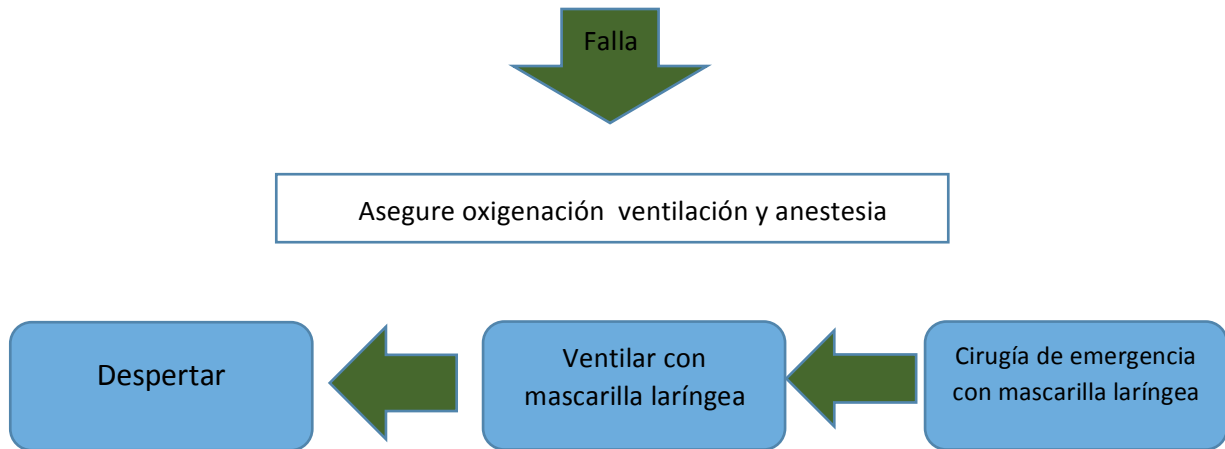 Falla
Asegure oxigenación ventilación y anestesia
Despertar
Ventilar con
mascarilla laríngea
Cirugía de emergencia
con mascarilla laríngea